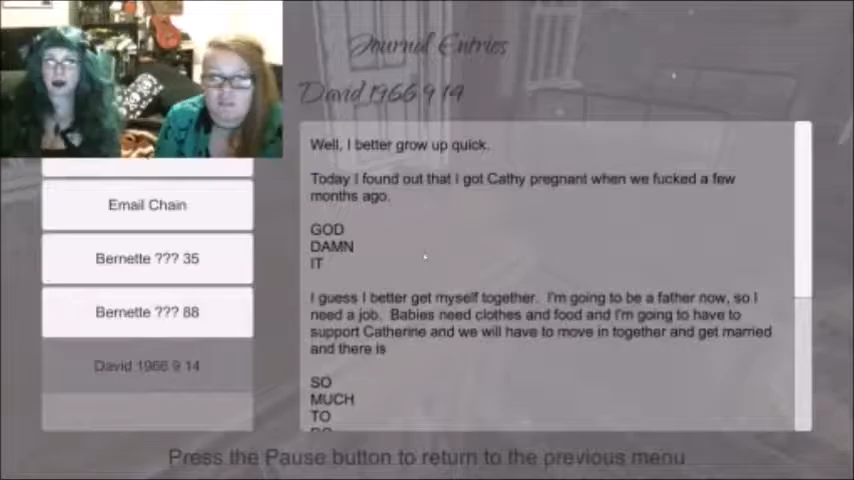 Journal Entries
David 1966 9 14
Well, I better grow up quick.
Today I found out that I got Cathy pregnant when we fucked a few
months ago.
GOD
DAMN
IT
I guess I better get myself together.  I'm going to be a father now, so I
need a job.  Babies need clothes and food and I'm going to have to
support Catherine and we will have to move in together and get married
and there is
SO
MUCH
TO
Email Chain
Bernette ??? 35
Bernette ??? 88
David 1966 9 14
Press the Pause button to return to the previous menu